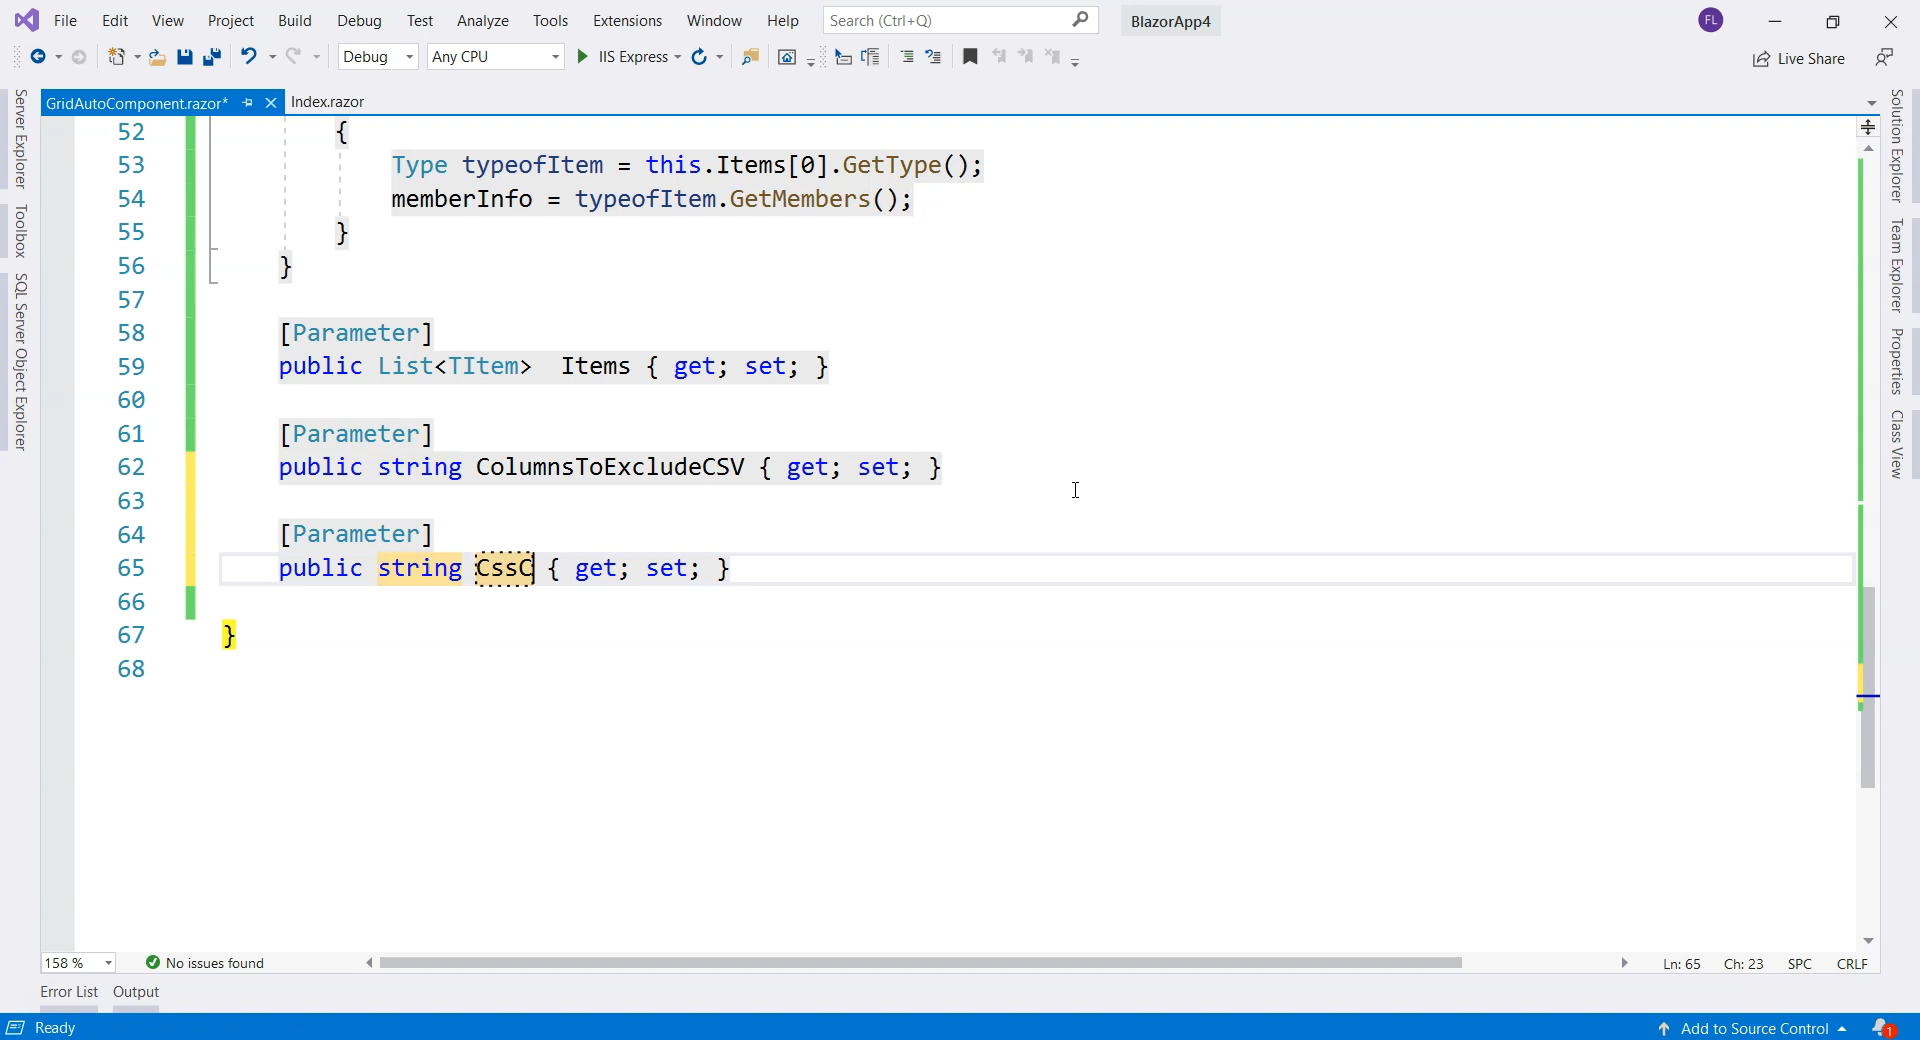 File Edit View Project Build Debug Test Analyze Tools Extensions Window Help Search (Ctrl+Q) BlazorApp4 FL
Debug Any CPU IIS Express Live Share
GridAutoComponent.razor* Index.razor
Server Explorer
Toolbox
SQL Server Object Explorer
52 {
53 Type typeofItem = this.Items[0].GetType();
54 memberInfo = typeofItem.GetMembers();
55 }
56 }
57
58 [Parameter]
59 public List<TItem>  Items { get; set; }
60
61 [Parameter]
62 public string ColumnsToExcludeCSV { get; set; }
63
64 [Parameter]
65 public string CssC { get; set; }
66
67 }
68
Solution Explorer
Team Explorer
Properties
Class View
158 % No issues found Ln: 65 Ch: 23 SPC CRLF
Error List Output
Ready Add to Source Control 1